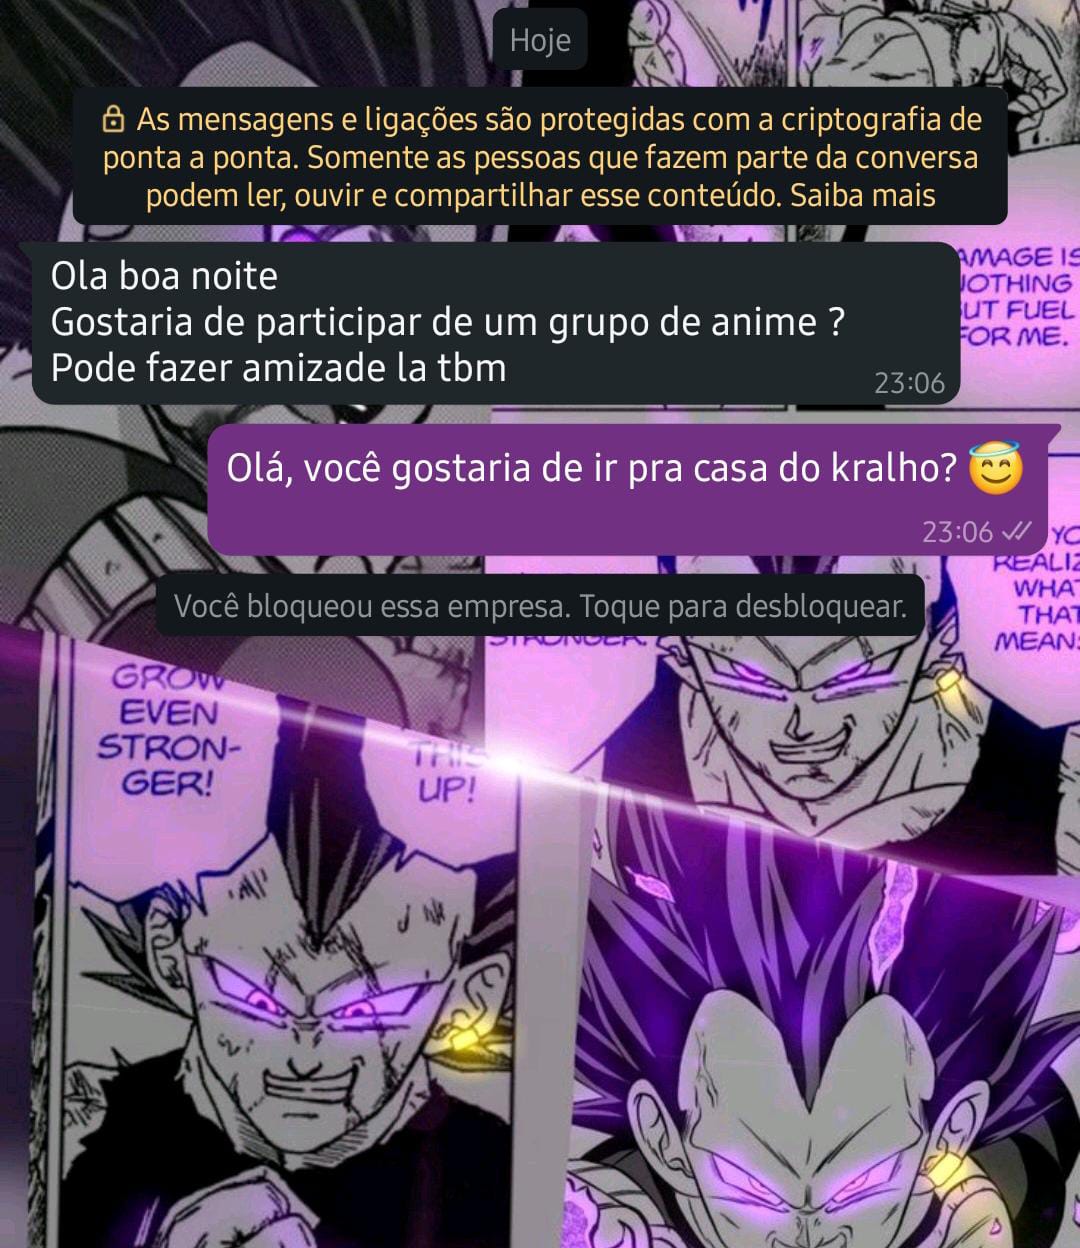 Hoje
As mensagens e ligações são protegidas com a criptografia de
ponta a ponta. Somente as pessoas que fazem parte da conversa
podem ler, ouvir e compartilhar esse conteúdo. Saiba mais
Ola boa noite
Gostaria de participar de um grupo de anime ?
Pode fazer amizade la tbm
23:06
AMAGE IS
NOTHING
BUT FUEL
FOR ME.
Olá, você gostaria de ir pra casa do kralho? 😇
23:06
YO
REALIZ
WHAT
THAT
MEANS
Você bloqueou essa empresa. Toque para desbloquear.
STRONGER.
GROW
EVEN
STRON-
GER!
THIS
UP!